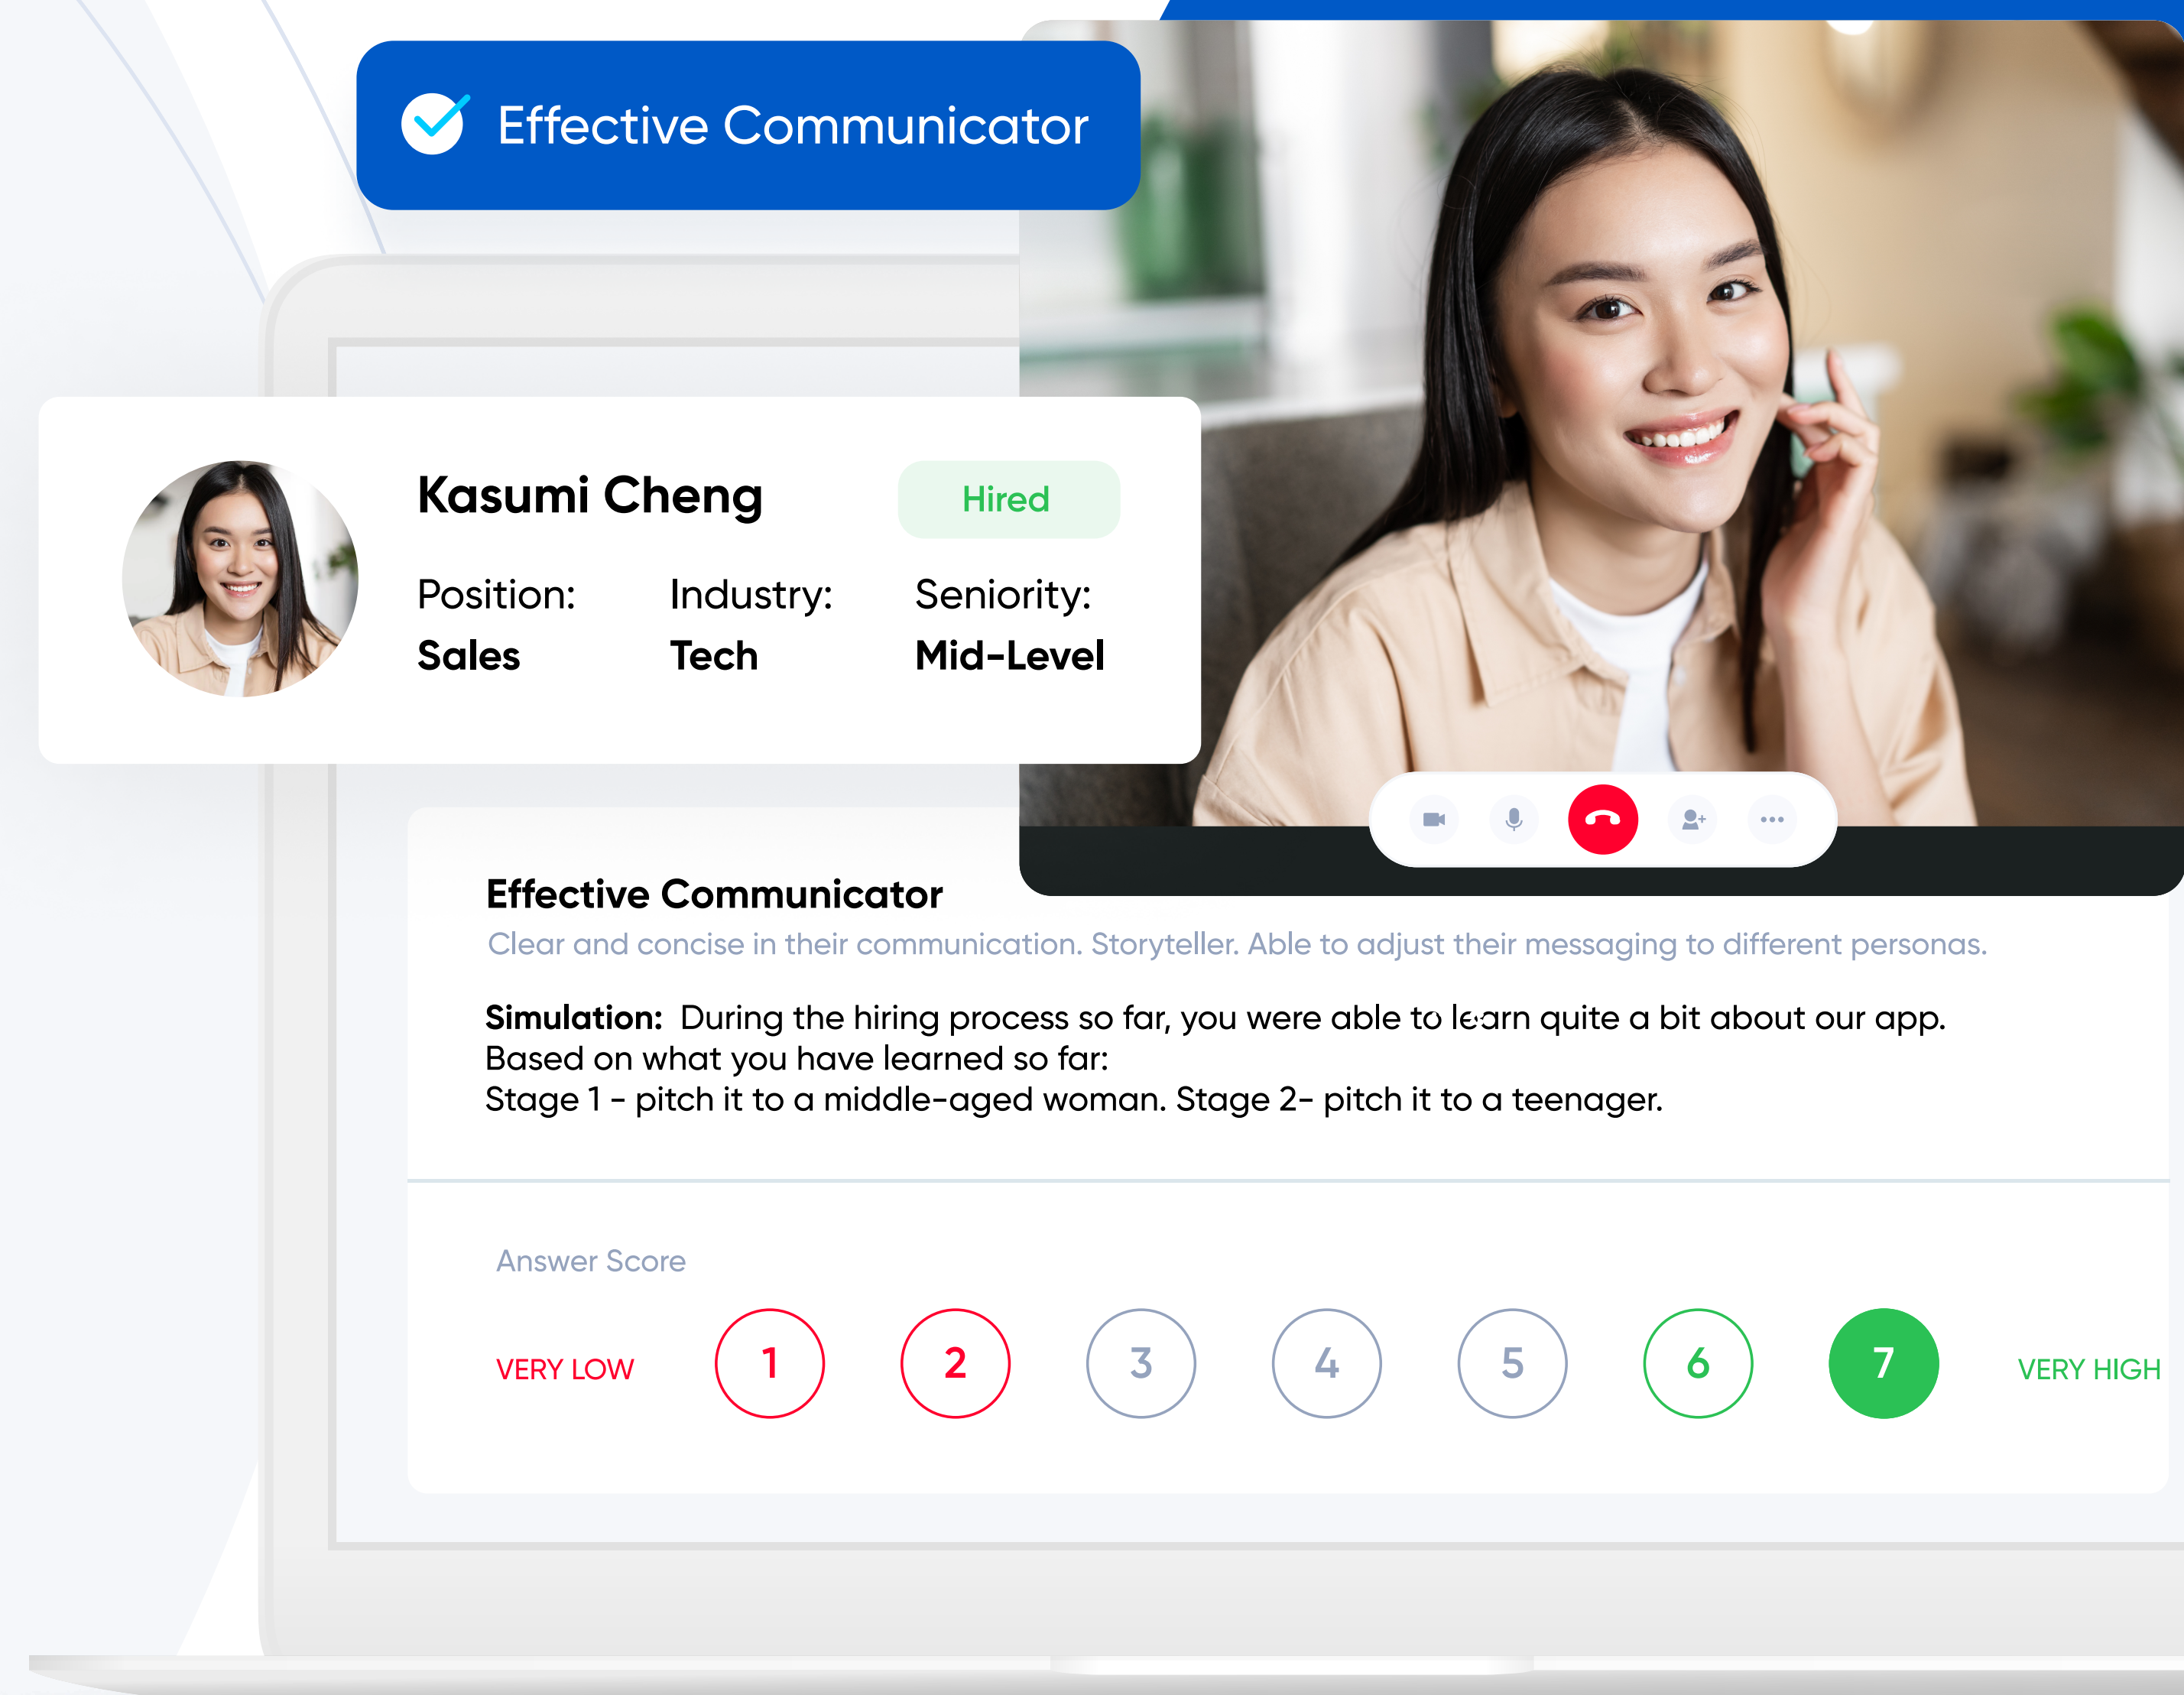 Effective Communicator
Kasumi Cheng
Hired
Position:
Industry:
Seniority:
Sales
Tech
Mid-Level
Effective Communicator
Clear and concise in their communication. Storyteller. Able to adjust their messaging to different personas.
Simulation: During the hiring process so far, you were able to learn quite a bit about our app.
Based on what you have learned so far:
Stage 1 - pitch it to a middle-aged woman. Stage 2- pitch it to a teenager.
Answer Score
VERY LOW 1 2 3 4 5 6 7 VERY HIGH